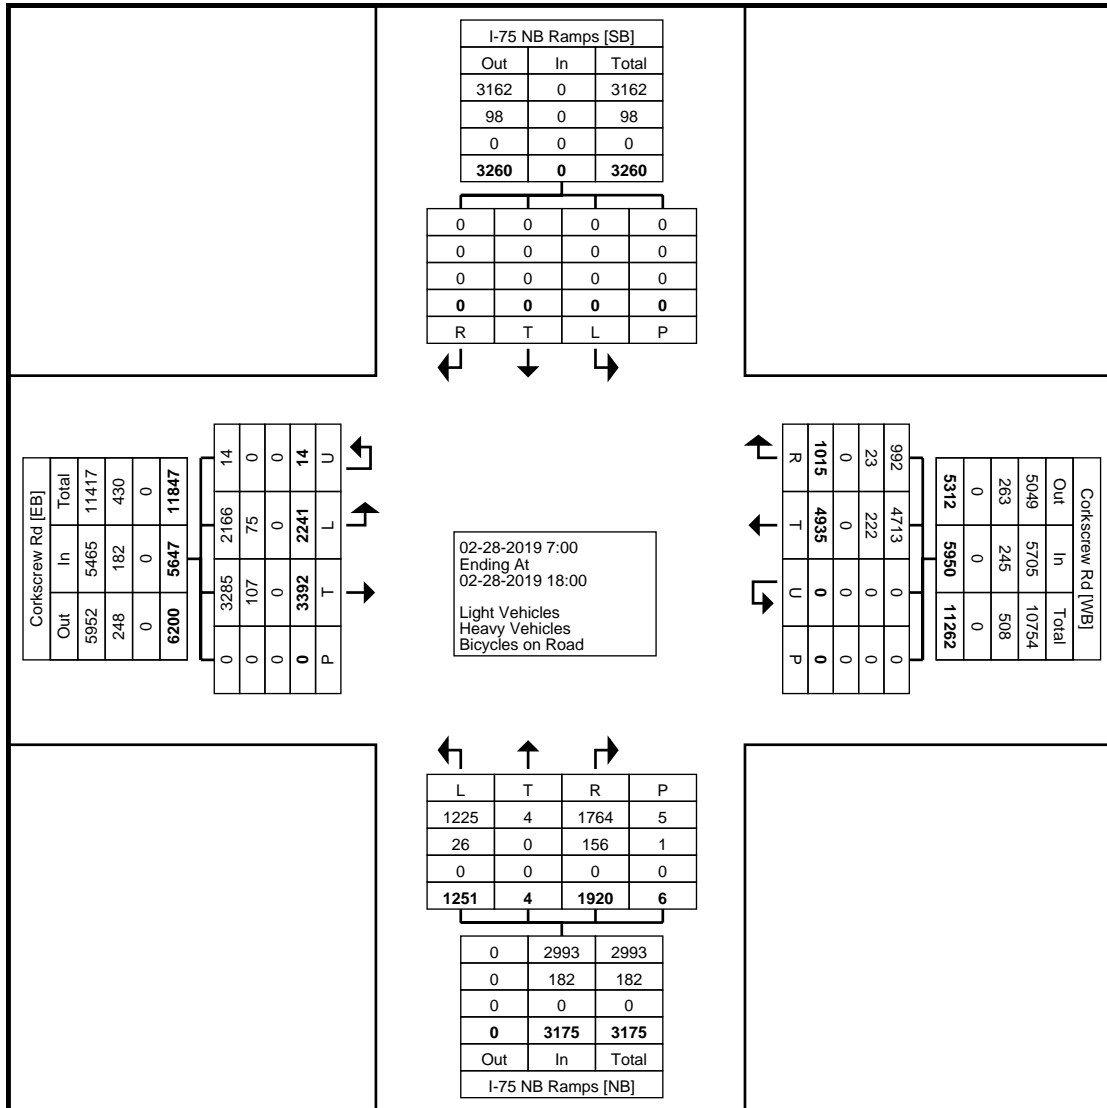 I-75 NB Ramps [SB]
Out In Total
3162 0 3162
98 0 98
0 0 0
3260 0 3260
0 0 0 0
0 0 0 0
0 0 0 0
0 0 0 0
R T L P
Corkscrew Rd [EB]
Total In Out
11417 5465 5952
430 182 248
0 0 0
11847 5647 6200
14 2166 3285 0
0 75 107 0
0 0 0 0
14 2241 3392 0
U L T P
02-28-2019 7:00
Ending At
02-28-2019 18:00
Light Vehicles
Heavy Vehicles
Bicycles on Road
Corkscrew Rd [WB]
Out In Total
5049 5705 10754
263 245 508
0 0 0
5312 5950 11262
992 4713 0 0
23 222 0 0
0 0 0 0
1015 4935 0 0
R T U P
L T R P
1225 4 1764 5
26 0 156 1
0 0 0 0
1251 4 1920 6
0 2993 2993
0 182 182
0 0 0
0 3175 3175
Out In Total
I-75 NB Ramps [NB]